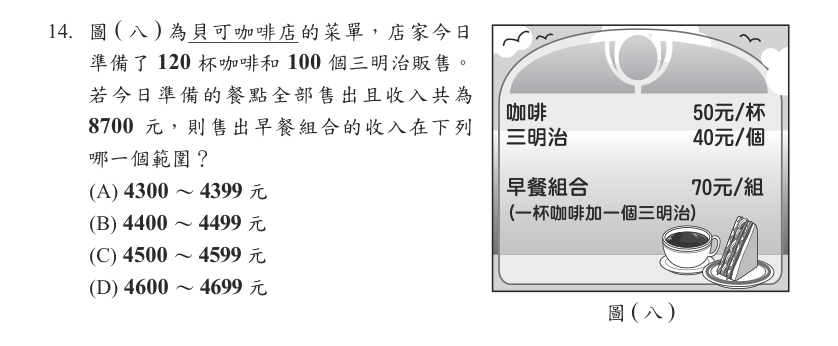 14. 圖(八)為貝可咖啡店的菜單，店家今日
準備了 120 杯咖啡和 100 個三明治販售。
若今日準備的餐點全部售出且收入共為
8700 元，則售出早餐組合的收入在下列
哪一個範圍？
(A) 4300 ～ 4399 元
(B) 4400 ～ 4499 元
(C) 4500 ～ 4599 元
(D) 4600 ～ 4699 元
咖啡 50元/杯
三明治 40元/個
早餐組合 70元/組
(一杯咖啡加一個三明治)
圖(八)